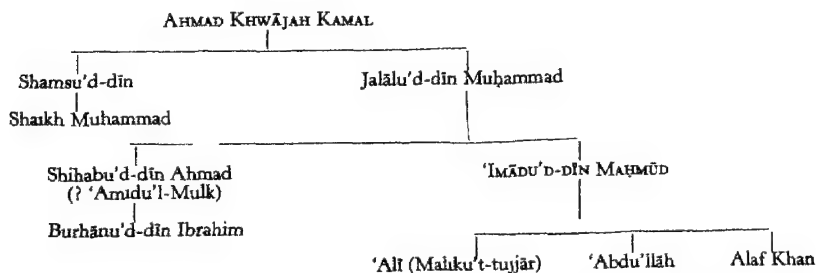 AHMAD KHWĀJAH KAMAL
Shamsu'd-dīn Jalālu'd-dīn Muḥammad
Shaikh Muhammad
Shihabu'd-dīn Ahmad 'IMĀDU'D-DĪN MAḤMŪD
(? 'Amidu'l-Mulk)
Burhānu'd-dīn Ibrahim
'Alī (Maliku't-tujjār) 'Abdu'llāh Alaf Khan